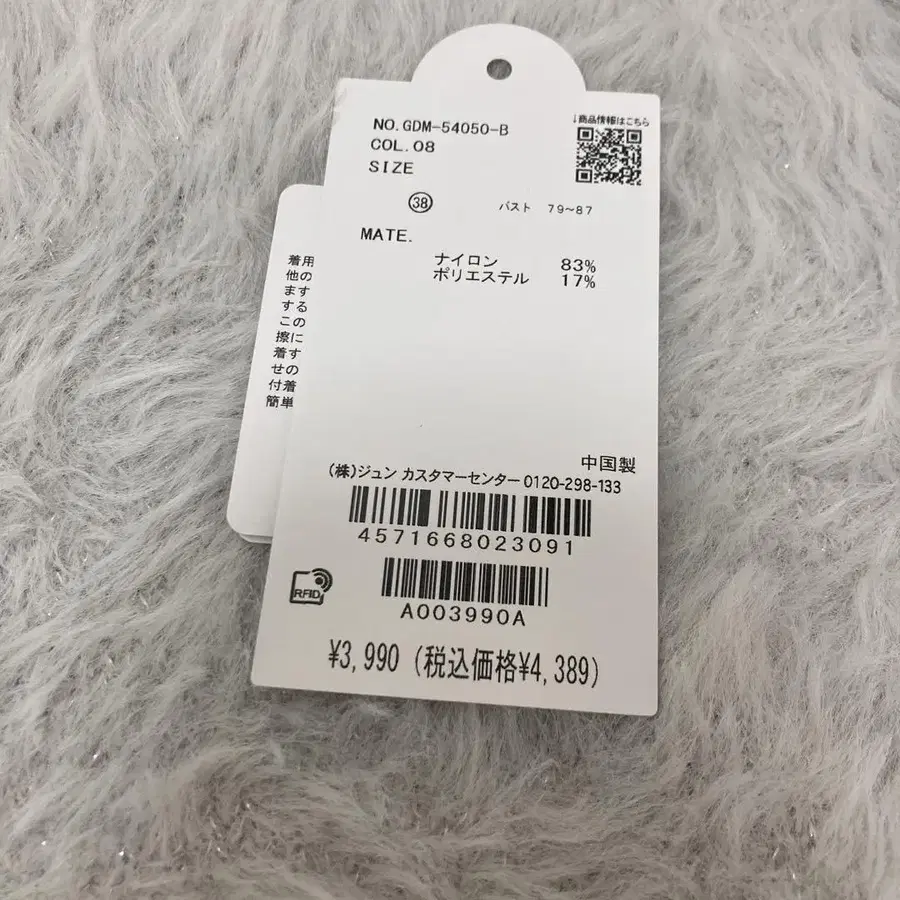 NO.GDM-54050-B
↓商品情報はこちら
COL.08
SIZE
㊳ バスト 79~87
MATE.
ナイロン 83%
ポリエステル 17%
中国製
(株)ジュン カスタマーセンター 0120-298-133
4571668023091
A003990A
RFID
¥3,990 (税込価格¥4,389)
着用
他の
ます
する
この
擦に
着す
せの
付着
簡単